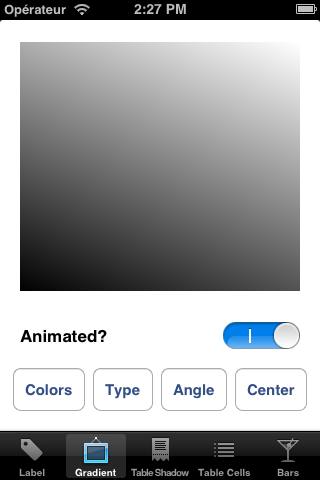 Opérateur 2:27 PM
Animated?
Colors Type Angle Center
Label Gradient Table Shadow Table Cells Bars